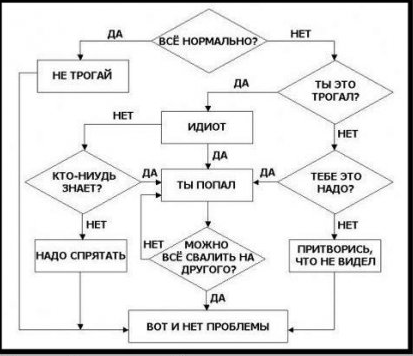 ВСЁ НОРМАЛЬНО?
ДА
НЕТ
НЕ ТРОГАЙ
ТЫ ЭТО
ТРОГАЛ?
ДА
НЕТ
ИДИОТ
НЕТ
ДА
КТО-НИУДЬ
ЗНАЕТ?
ДА
ТЫ ПОПАЛ
ДА
ТЕБЕ ЭТО
НАДО?
НЕТ
НЕТ
НАДО СПРЯТАТЬ
НЕТ
МОЖНО
ВСЁ СВАЛИТЬ НА
ДРУГОГО?
ПРИТВОРИСЬ,
ЧТО НЕ ВИДЕЛ
ДА
ВОТ И НЕТ ПРОБЛЕМЫ